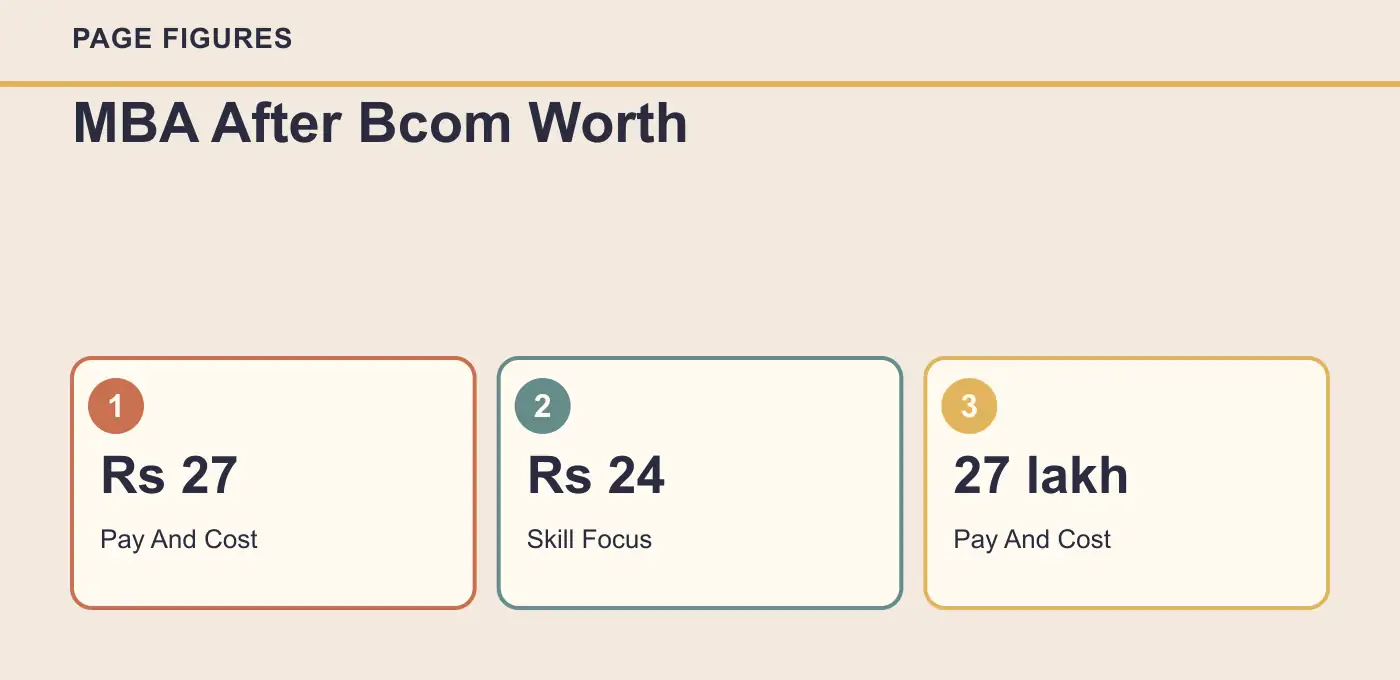 PAGE FIGURES
MBA After Bcom Worth
1
Rs 27
Pay And Cost
2
Rs 24
Skill Focus
3
27 lakh
Pay And Cost